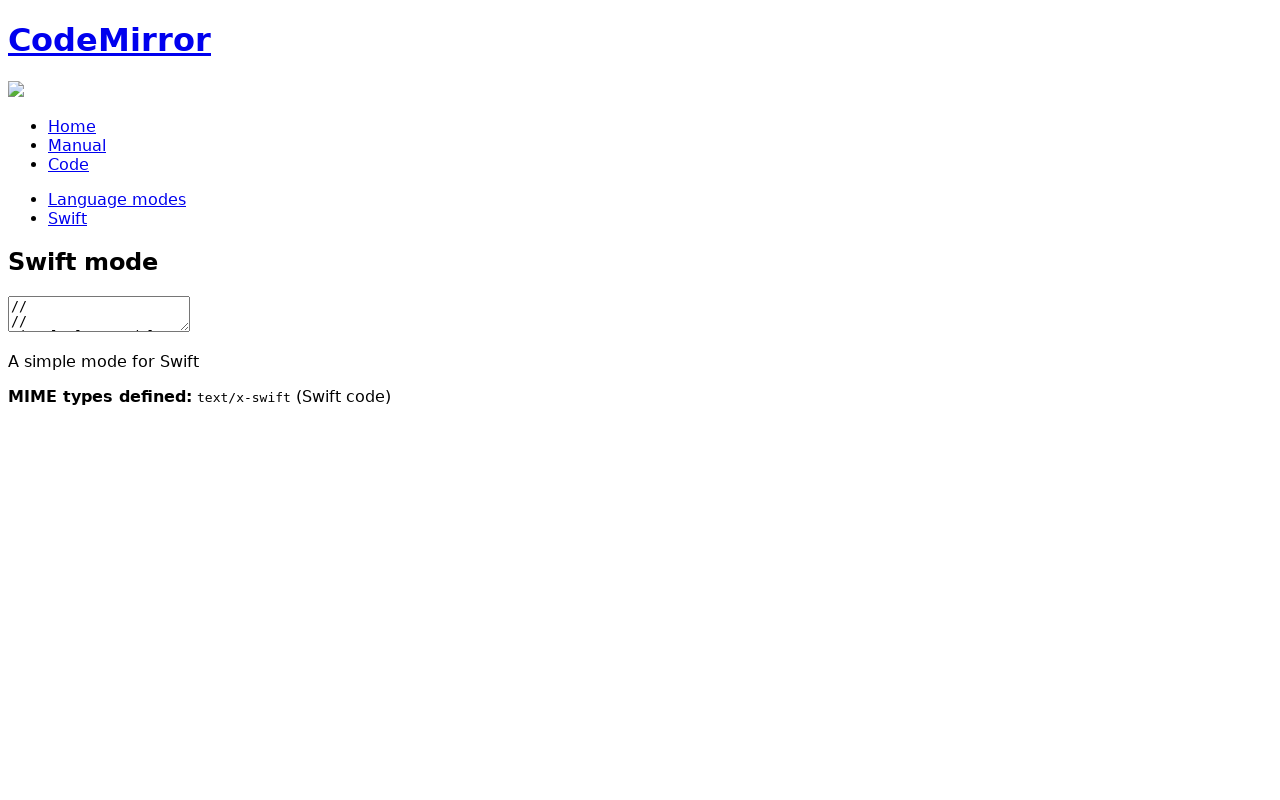 CodeMirror
Home
Manual
Code
Language modes
Swift
Swift mode
//
//
A simple mode for Swift
MIME types defined: text/x-swift (Swift code)